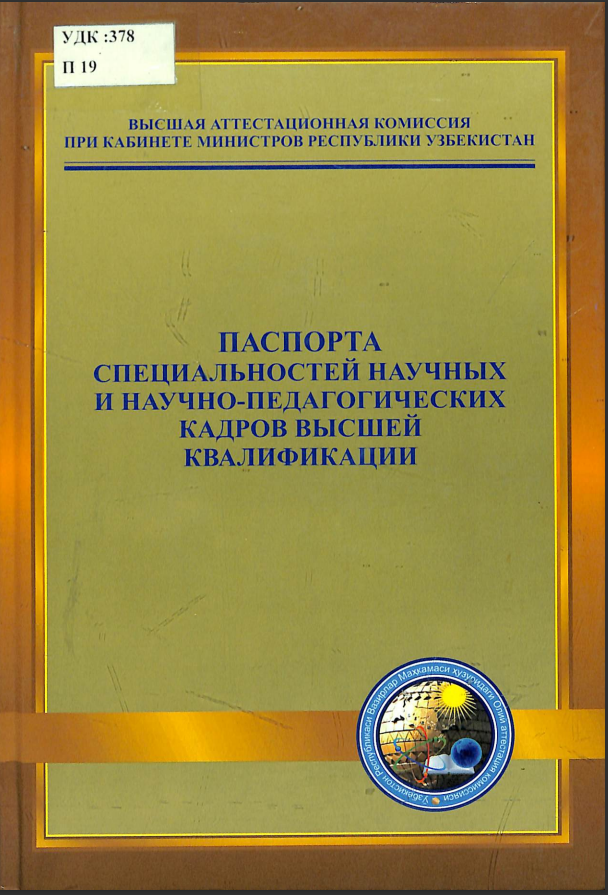 УДК :378
П 19
ВЫСШАЯ АТТЕСТАЦИОННАЯ КОМИССИЯ
ПРИ КАБИНЕТЕ МИНИСТРОВ РЕСПУБЛИКИ УЗБЕКИСТАН
ПАСПОРТА
СПЕЦИАЛЬНОСТЕЙ НАУЧНЫХ
И НАУЧНО-ПЕДАГОГИЧЕСКИХ
КАДРОВ ВЫСШЕЙ
КВАЛИФИКАЦИИ
Ўзбекистон Республикаси Вазирлар Маҳкамаси ҳузуридаги Олий аттестация комиссияси